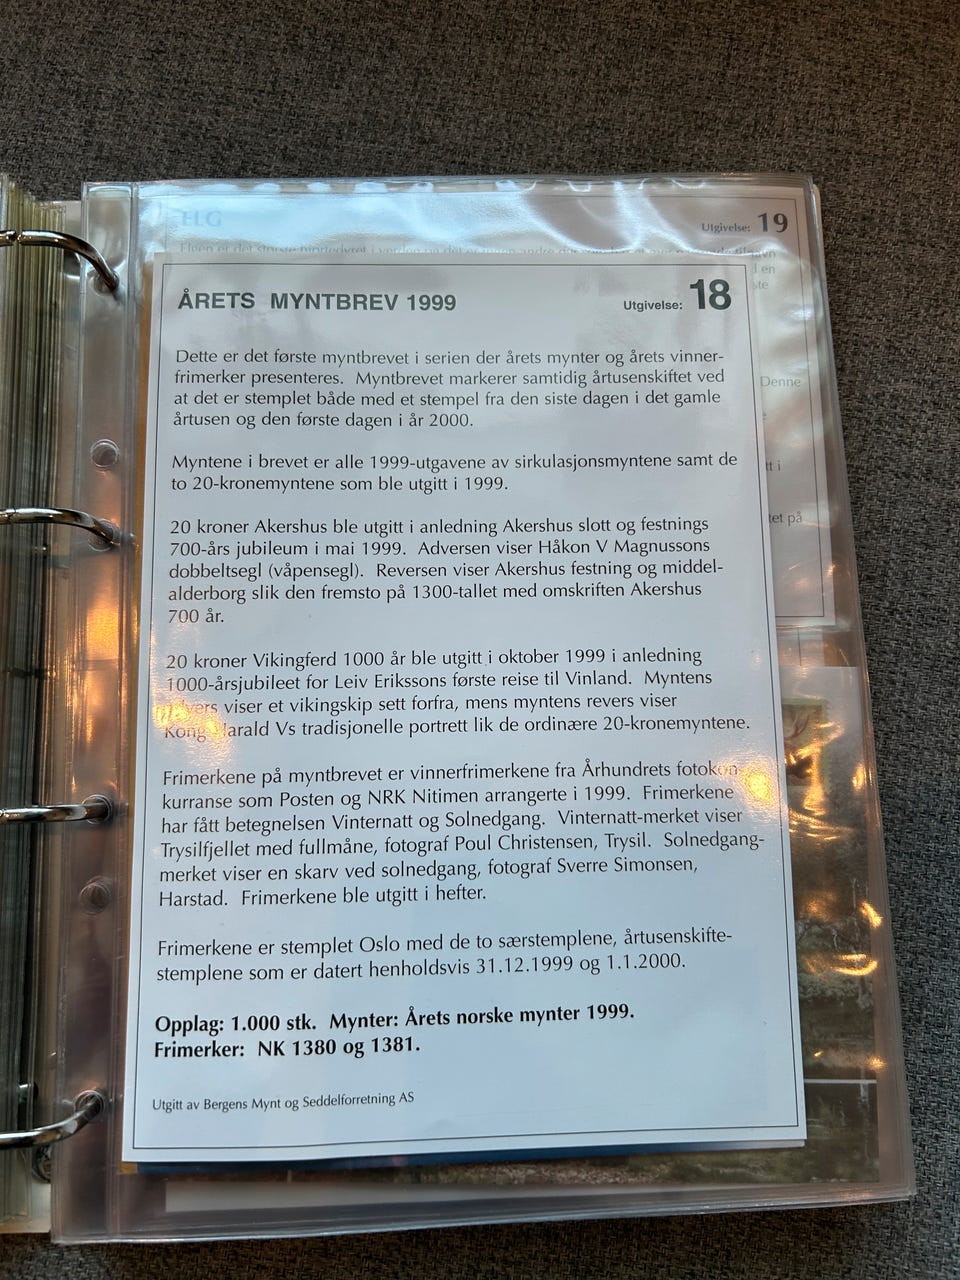 ELG
Utgivelse: 19
ÅRETS MYNTBREV 1999
Utgivelse: 18
Dette er det første myntbrevet i serien der årets mynter og årets vinner-
frimerker presenteres. Myntbrevet markerer samtidig årtusenskiftet ved
at det er stemplet både med et stempel fra den siste dagen i det gamle
årtusen og den første dagen i år 2000.
Myntene i brevet er alle 1999-utgavene av sirkulasjonsmyntene samt de
to 20-kronemyntene som ble utgitt i 1999.
20 kroner Akershus ble utgitt i anledning Akershus slott og festnings
700-års jubileum i mai 1999. Adversen viser Håkon V Magnussons
dobbeltsegl (våpensegl). Reversen viser Akershus festning og middel-
alderborg slik den fremsto på 1300-tallet med omskriften Akershus
700 år.
20 kroner Vikingferd 1000 år ble utgitt i oktober 1999 i anledning
1000-årsjubileet for Leiv Erikssons første reise til Vinland. Myntens
advers viser et vikingskip sett forfra, mens myntens revers viser
Kong Harald Vs tradisjonelle portrett lik de ordinære 20-kronemyntene.
Frimerkene på myntbrevet er vinnerfrimerkene fra Århundrets fotokon-
kurranse som Posten og NRK Nitimen arrangerte i 1999. Frimerkene
har fått betegnelsen Vinternatt og Solnedgang. Vinternatt-merket viser
Trysilfjellet med fullmåne, fotograf Poul Christensen, Trysil. Solnedgang-
merket viser en skarv ved solnedgang, fotograf Sverre Simonsen,
Harstad. Frimerkene ble utgitt i hefter.
Frimerkene er stemplet Oslo med de to særstemplene, årtusenskifte-
stemplene som er datert henholdsvis 31.12.1999 og 1.1.2000.
Opplag: 1.000 stk. Mynter: Årets norske mynter 1999.
Frimerker: NK 1380 og 1381.
Utgitt av Bergens Mynt og Seddelforretning AS
Denne